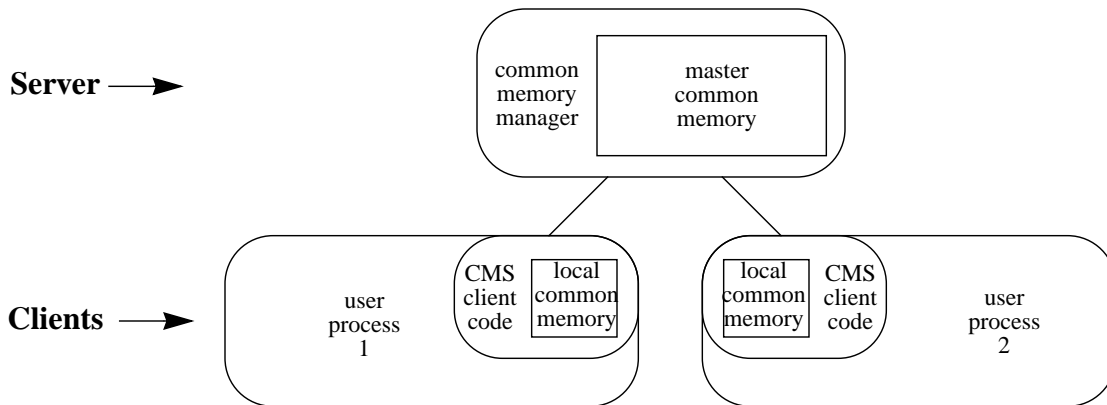 Server
common
memory
manager
master
common
memory
Clients
user
process
1
CMS
client
code
local
common
memory
local
common
memory
CMS
client
code
user
process
2